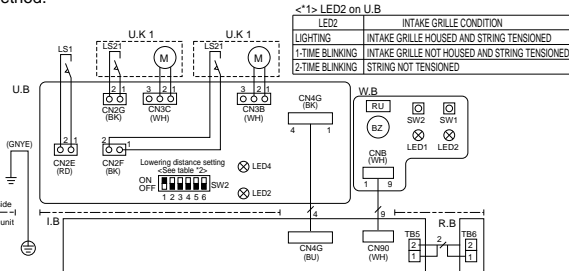 ethod.
<*1> LED2 on U.B
LED2 INTAKE GRILLE CONDITION
LIGHTING INTAKE GRILLE HOUSED AND STRING TENSIONED
1-TIME BLINKING INTAKE GRILLE NOT HOUSED AND STRING TENSIONED
2-TIME BLINKING STRING NOT TENSIONED
U.K 1 U.K 1
LS1 LS21 M LS21 M
U.B
2 1 3 2 1 3 2 1
CN2G (BK)
CN3C (WH)
CN3B (WH)
CN4G (BK)
4 1
W.B
RU
BZ
SW2 SW1
LED1 LED2
CNB (WH)
1 9
(GNYE)
2 1 2 1
CN2E (RD)
CN2F (BK)
Lowering distance setting
<See table *2>
ON
OFF
SW2
1 2 3 4 5 6
LED4
LED2
side
unit
I.B
4 9
CN4G (BU)
CN90 (WH)
R.B
TB5 2 TB6
2 2
1 1